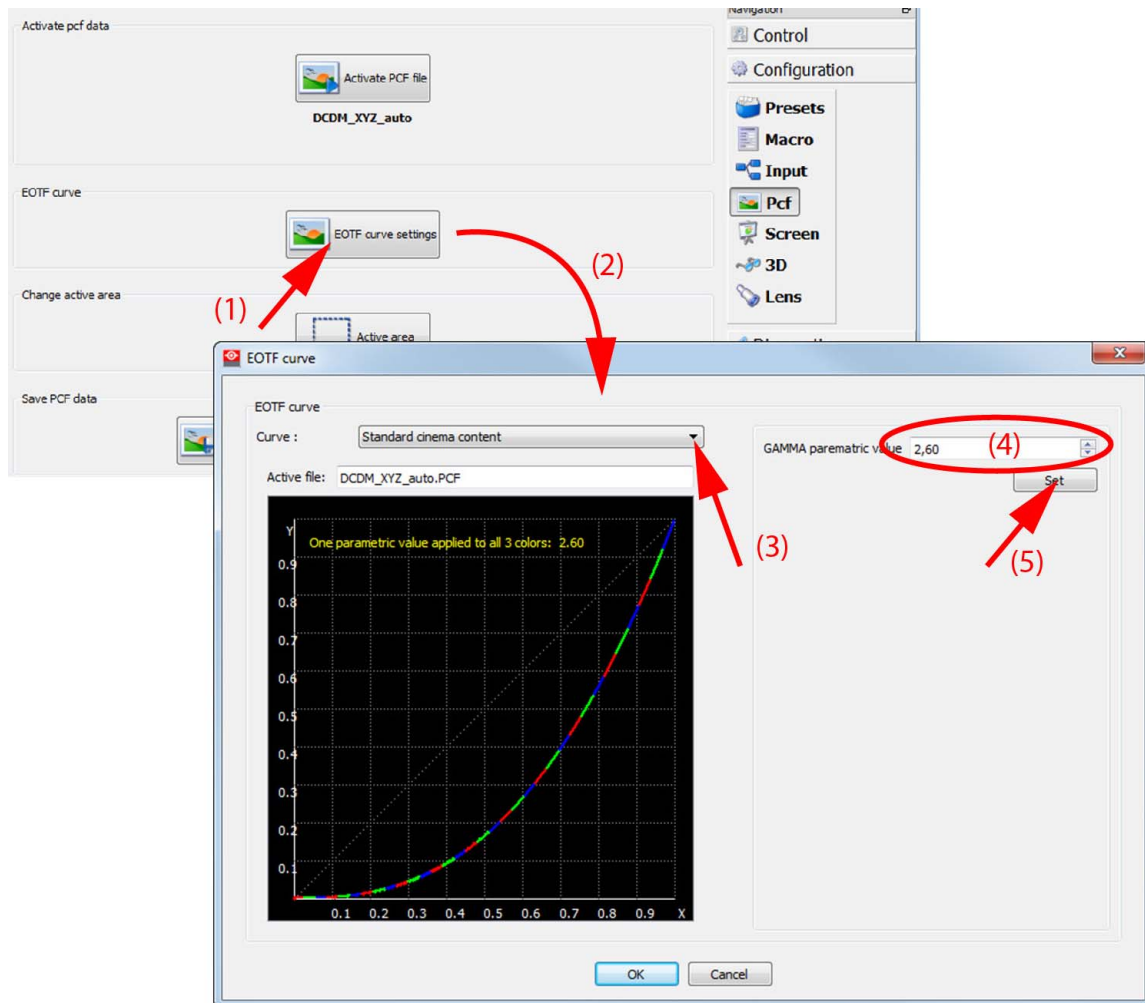 Navigation
Activate pcf data
Activate PCF file
DCDM_XYZ_auto
EOTF curve
EOTF curve settings
(1)
(2)
Change active area
Active area
Save PCF data
Control
Configuration
Presets
Macro
Input
Pcf
Screen
3D
Lens
EOTF curve
EOTF curve
Curve :
Standard cinema content
(3)
Active file:
DCDM_XYZ_auto.PCF
GAMMA parematric value
2,60
(4)
Set
(5)
Y
One parametric value applied to all 3 colors: 2.60
0.9
0.8
0.7
0.6
0.5
0.4
0.3
0.2
0.1
0.1 0.2 0.3 0.4 0.5 0.6 0.7 0.8 0.9 X
OK
Cancel